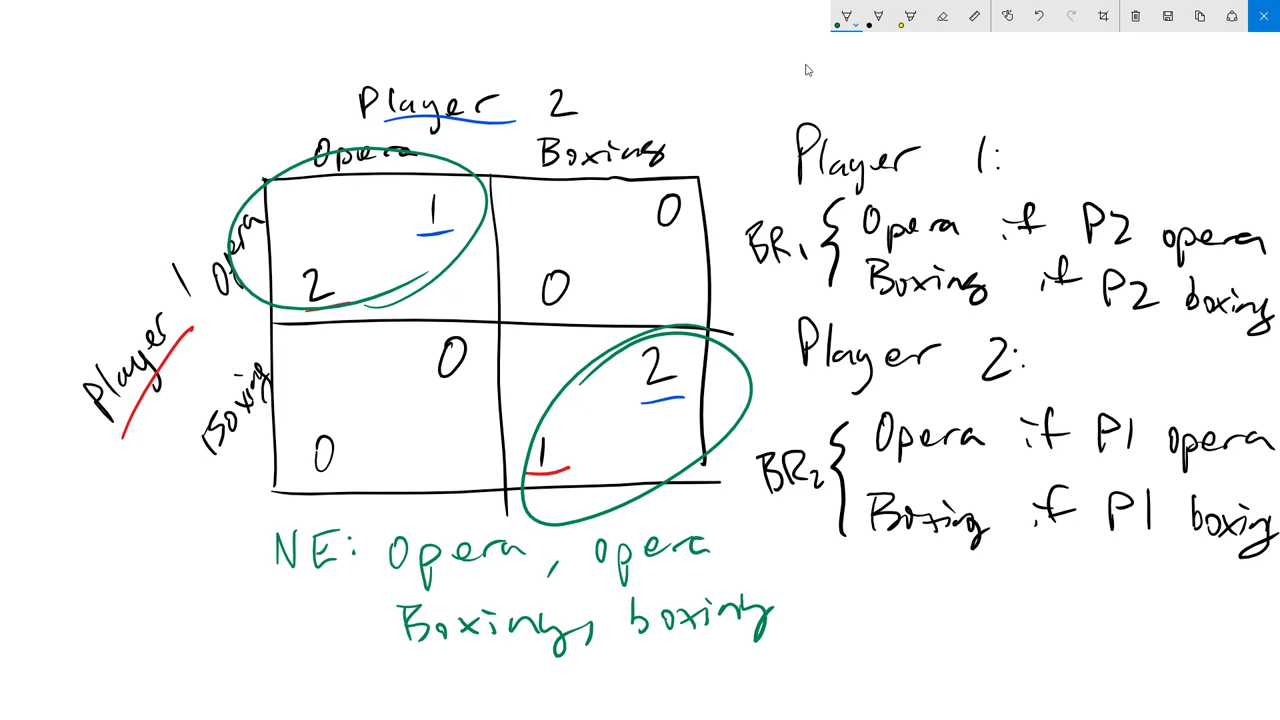 Player 2
Opera Boxing
Player 1
Opera
1
2
0
0
Boxing
0
0
2
1
NE: Opera, opera
Boxing, boxing
Player 1:
BR1 { Opera if P2 opera
Boxing if P2 boxing
Player 2:
BR2 { Opera if P1 opera
Boxing if P1 boxing